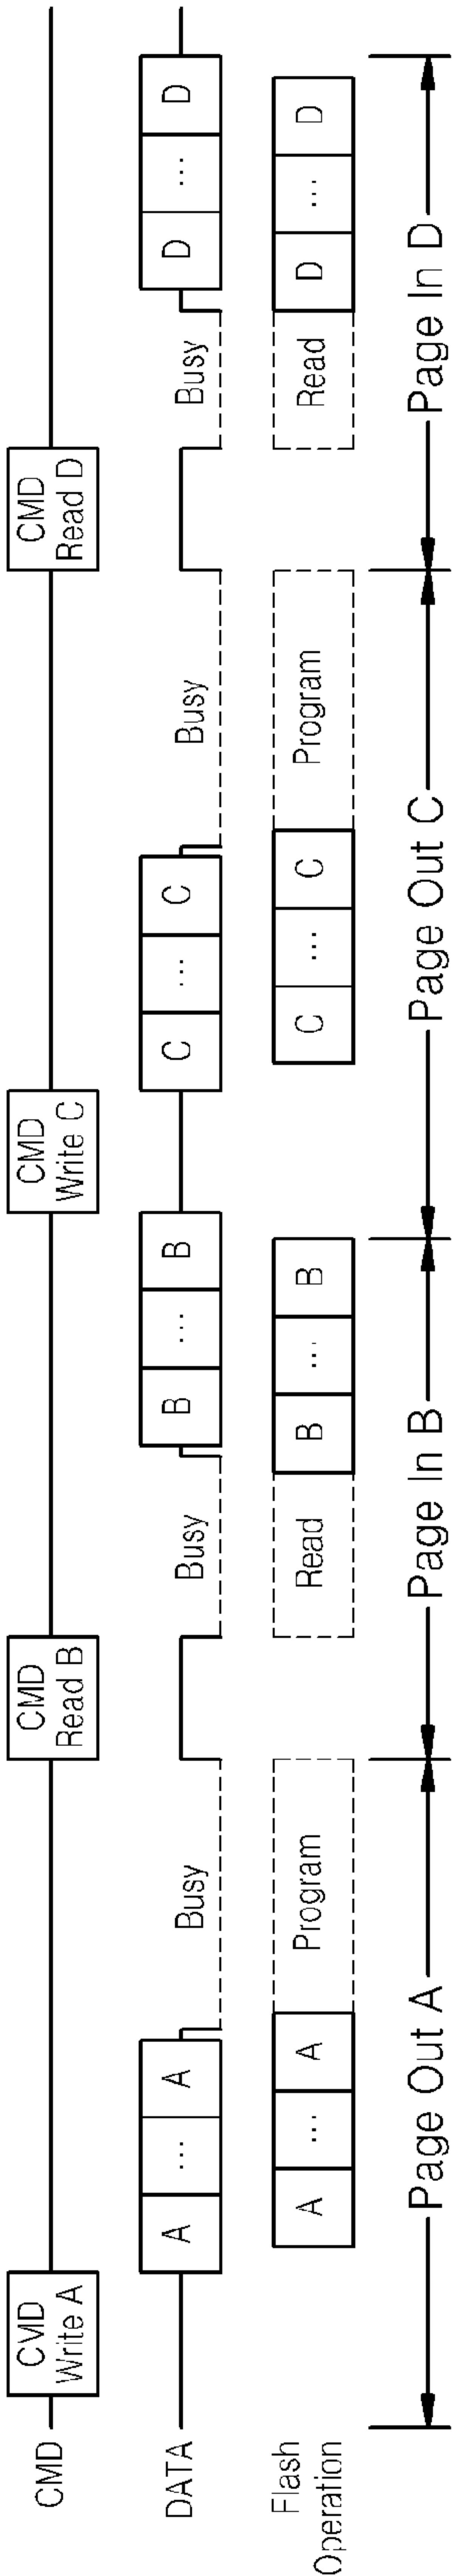 CMD
CMD
Write A
CMD
Read B
CMD
Write C
CMD
Read D
DATA
A
...
A
Busy
Busy
B
...
B
C
...
C
Busy
Busy
D
...
D
Flash
Operation
A
...
A
Program
Read
B
...
B
C
...
C
Program
Read
D
...
D
Page Out A
Page In B
Page Out C
Page In D